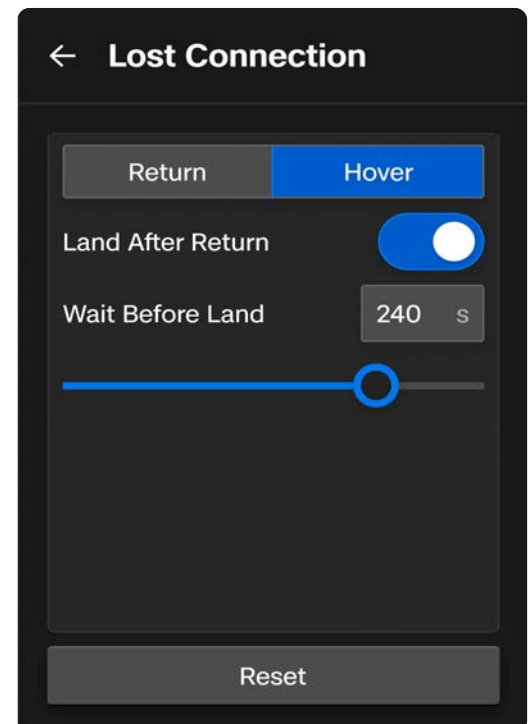 Lost Connection
Return Hover
Land After Return
Wait Before Land 240 s
Reset